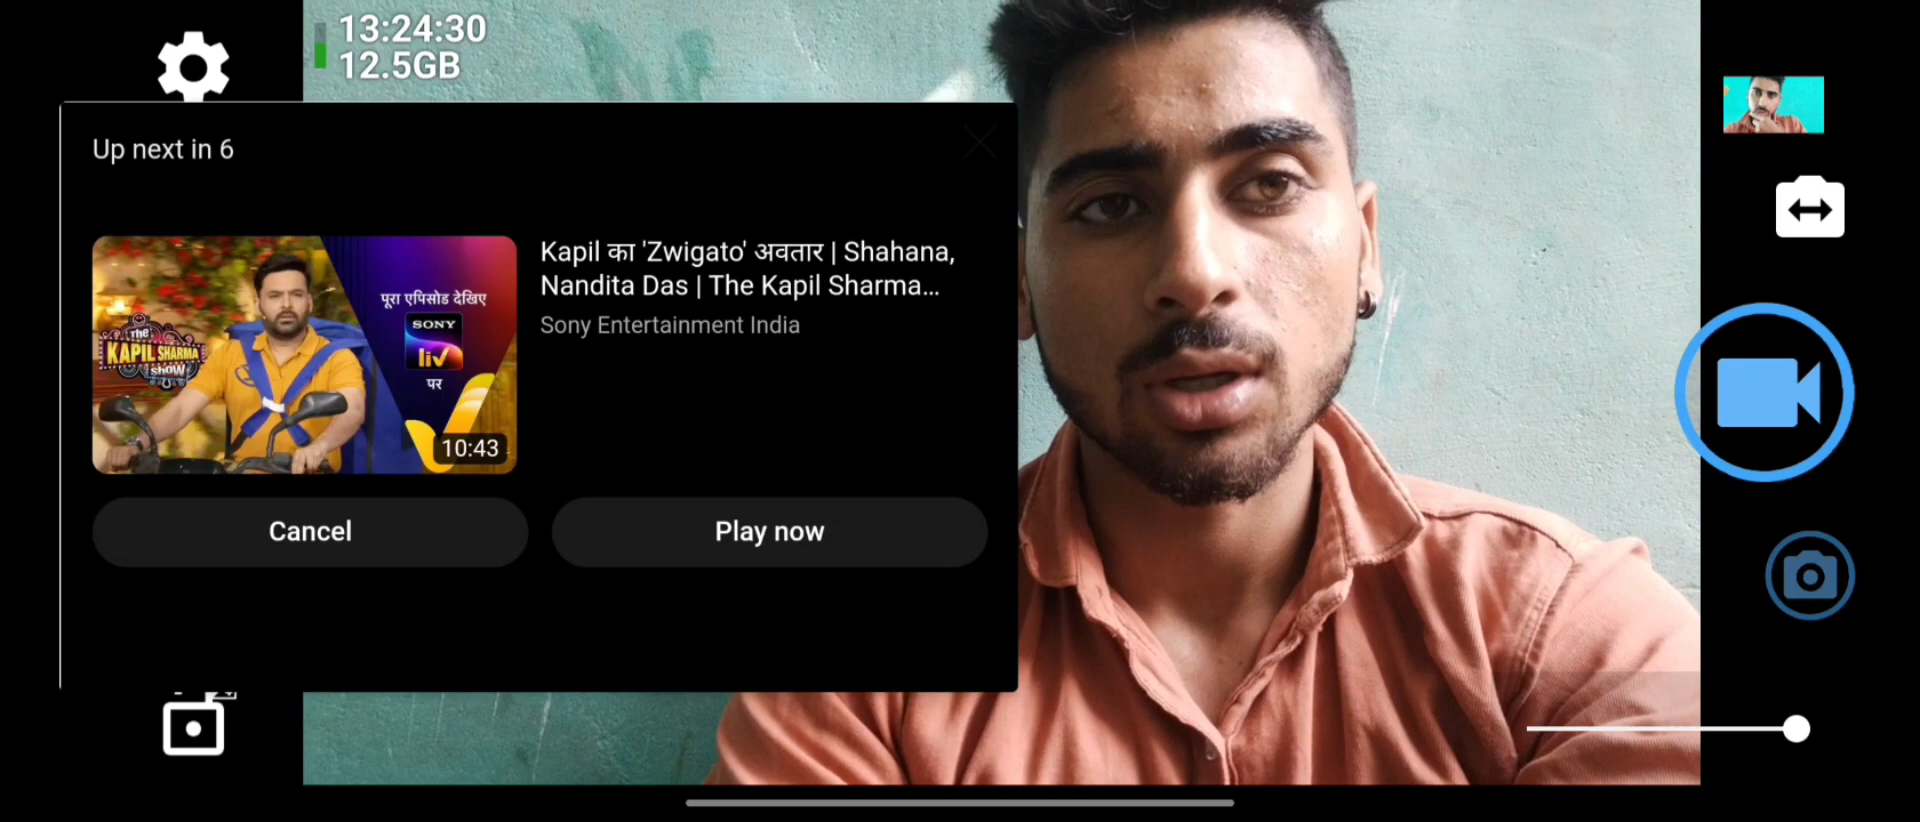 13:24:30
12.5GB
Up next in 6
Kapil का 'Zwigato' अवतार | Shahana,
Nandita Das | The Kapil Sharma...
Sony Entertainment India
पूरा एपिसोड देखिए
SONY
liv
पर
The
KAPIL SHARMA
SHOW
10:43
Cancel
Play now